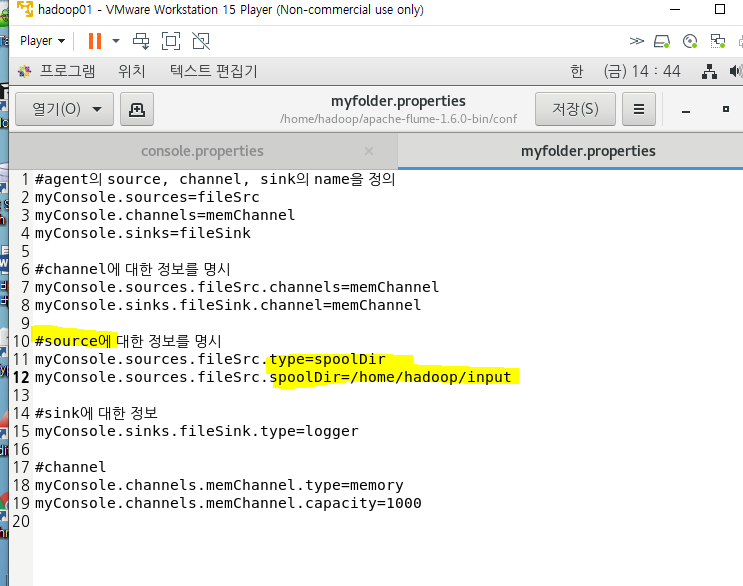 hadoop01 - VMware Workstation 15 Player (Non-commercial use only)
Player
프로그램 위치 텍스트 편집기 한 (금) 14 : 44
열기(O) myfolder.properties 저장(S)
/home/hadoop/apache-flume-1.6.0-bin/conf
console.properties × myfolder.properties
1 #agent의 source, channel, sink의 name을 정의
2 myConsole.sources=fileSrc
3 myConsole.channels=memChannel
4 myConsole.sinks=fileSink
5
6 #channel에 대한 정보를 명시
7 myConsole.sources.fileSrc.channels=memChannel
8 myConsole.sinks.fileSink.channel=memChannel
9
10 #source에 대한 정보를 명시
11 myConsole.sources.fileSrc.type=spoolDir
12 myConsole.sources.fileSrc.spoolDir=/home/hadoop/input
13
14 #sink에 대한 정보
15 myConsole.sinks.fileSink.type=logger
16
17 #channel
18 myConsole.channels.memChannel.type=memory
19 myConsole.channels.memChannel.capacity=1000
20